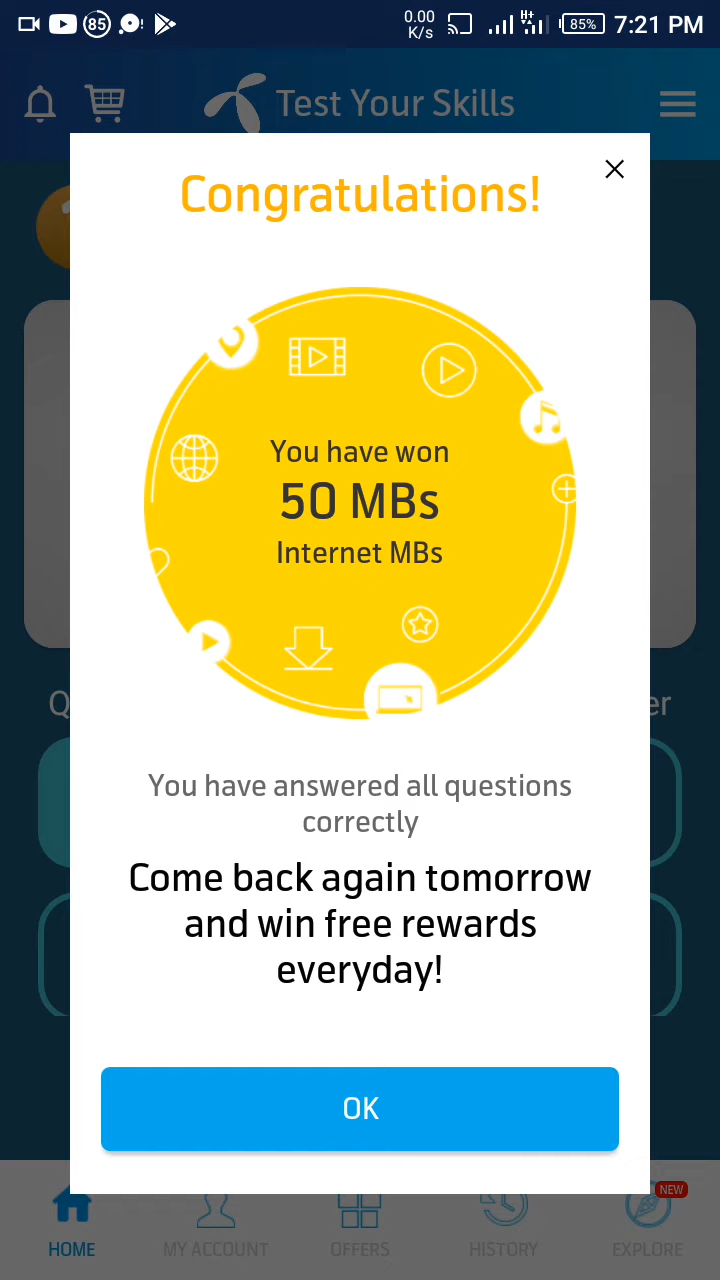 85 0.00 K/s 85% 7:21 PM
Test Your Skills
Congratulations!
You have won
50 MBs
Internet MBs
You have answered all questions
correctly
Come back again tomorrow
and win free rewards
everyday!
OK
NEW
HOME MY ACCOUNT OFFERS HISTORY EXPLORE